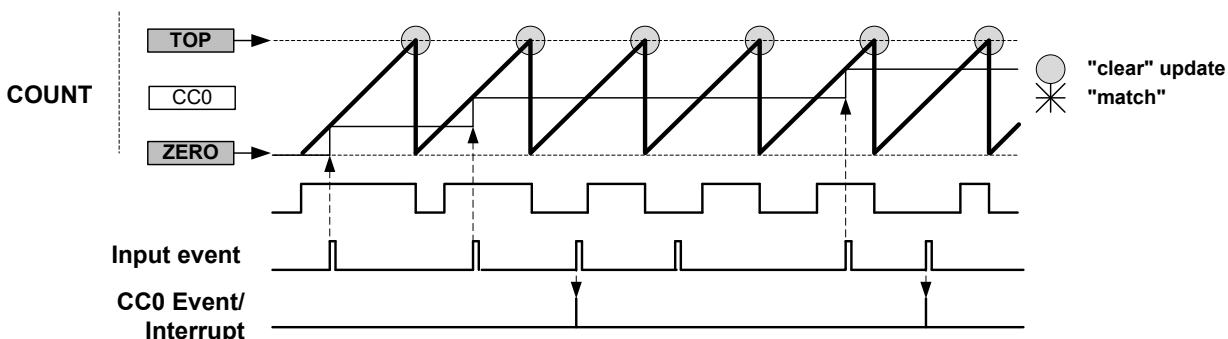 TOP
COUNT
CC0
ZERO
"clear" update
"match"
Input event
CC0 Event/
Interrupt